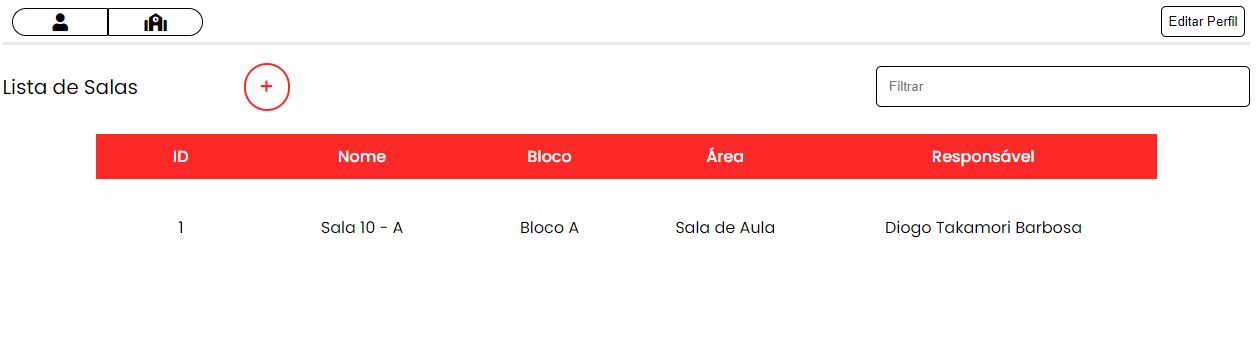 Editar Perfil
Lista de Salas + Filtrar
ID Nome Bloco Área Responsável
1 Sala 10 - A Bloco A Sala de Aula Diogo Takamori Barbosa